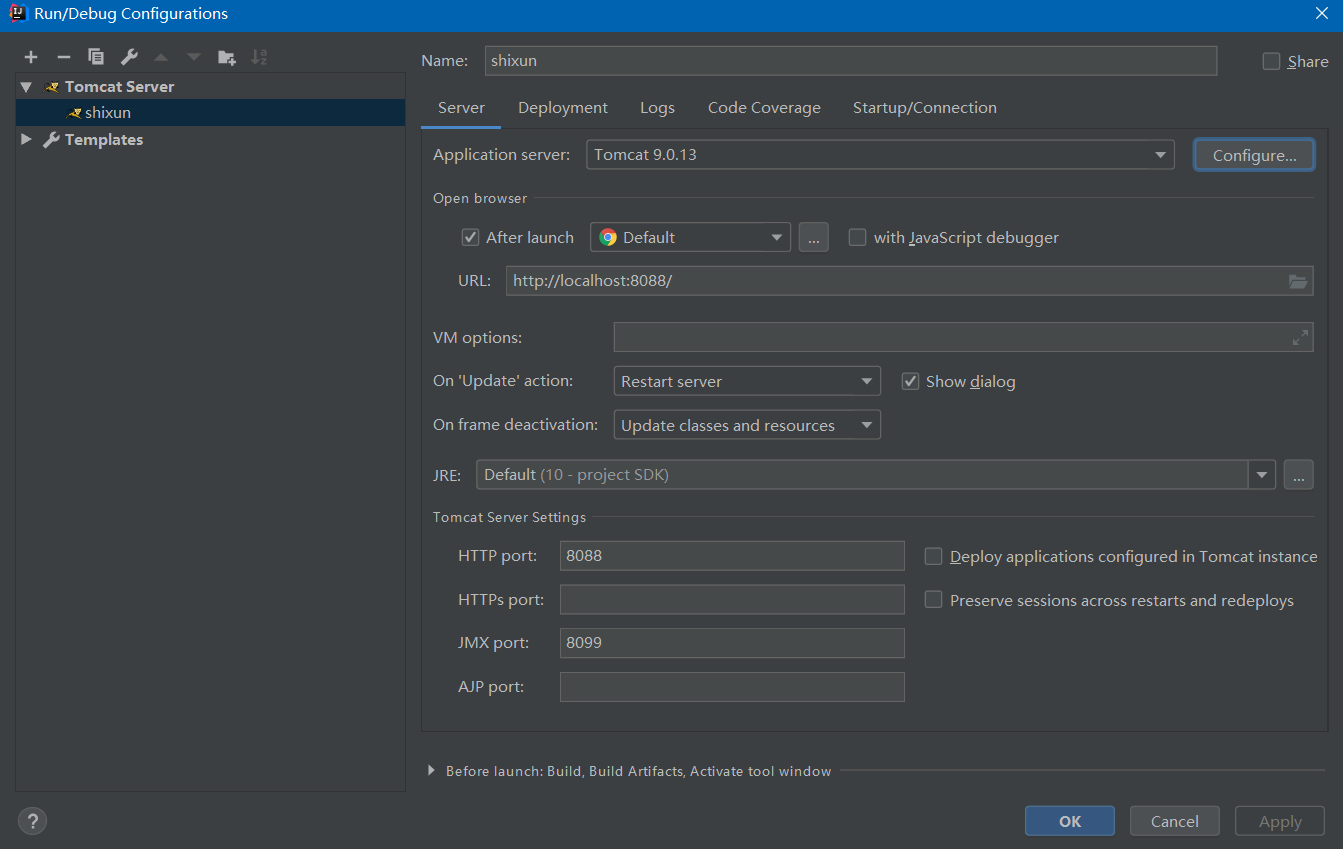 Run/Debug Configurations
Name: shixun Share
Tomcat Server
shixun
Templates
Server Deployment Logs Code Coverage Startup/Connection
Application server: Tomcat 9.0.13 Configure...
Open browser
After launch Default ... with JavaScript debugger
URL: http://localhost:8088/
VM options:
On 'Update' action: Restart server Show dialog
On frame deactivation: Update classes and resources
JRE: Default (10 - project SDK) ...
Tomcat Server Settings
HTTP port: 8088 Deploy applications configured in Tomcat instance
HTTPs port: Preserve sessions across restarts and redeploys
JMX port: 8099
AJP port:
Before launch: Build, Build Artifacts, Activate tool window
? OK Cancel Apply